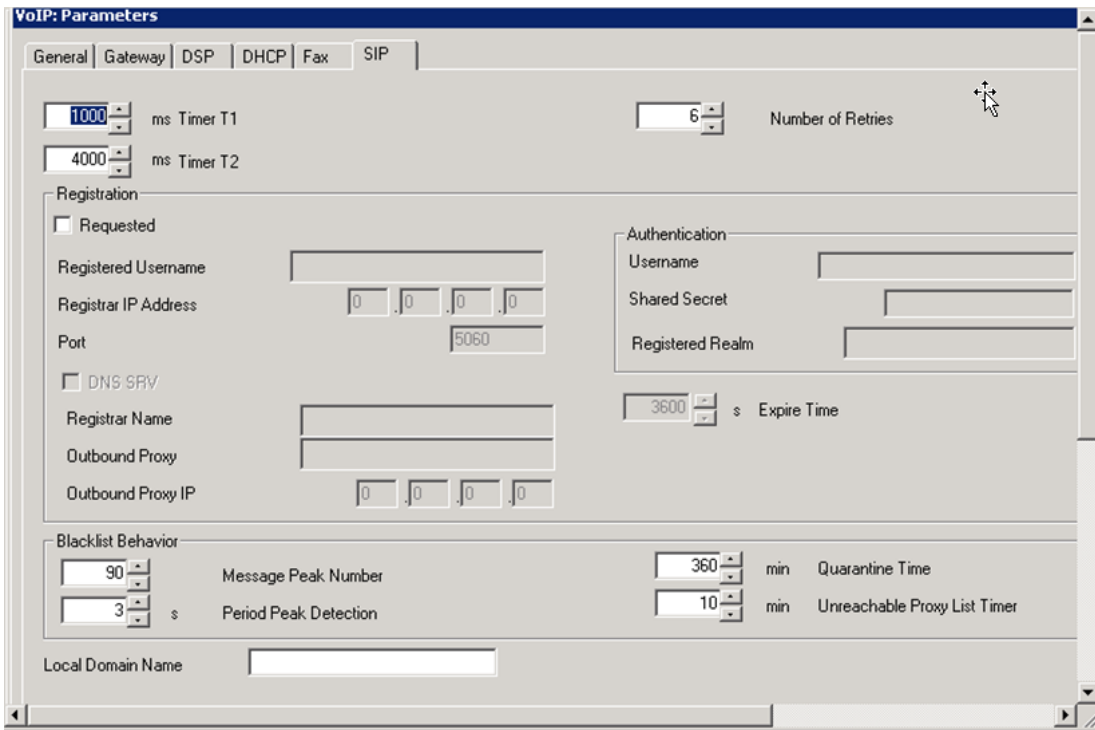 VoIP: Parameters
General Gateway DSP DHCP Fax SIP
1000 ms Timer T1 6 Number of Retries
4000 ms Timer T2
Registration
Requested
Authentication
Registered Username
Username
Registrar IP Address 0 . 0 . 0 . 0
Shared Secret
Port 5060
Registered Realm
DNS SRV
3600 s Expire Time
Registrar Name
Outbound Proxy
Outbound Proxy IP 0 . 0 . 0 . 0
Blacklist Behavior
90 Message Peak Number 360 min Quarantine Time
3 s Period Peak Detection 10 min Unreachable Proxy List Timer
Local Domain Name